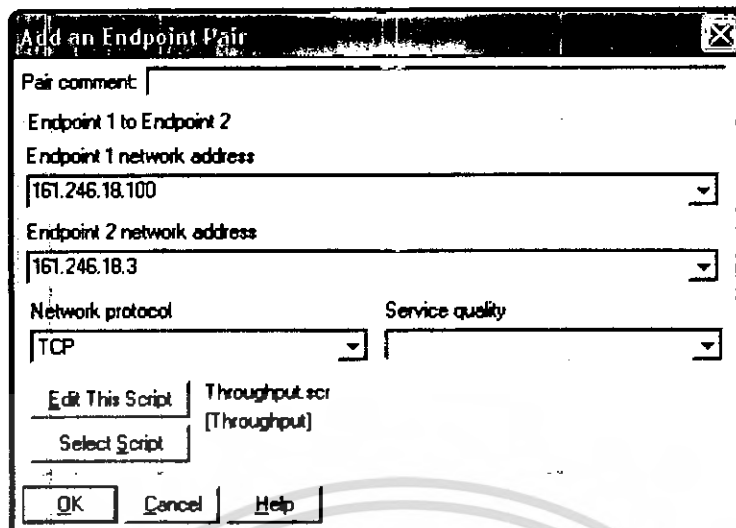 Add an Endpoint Pair
Pair comment:
Endpoint 1 to Endpoint 2
Endpoint 1 network address
161.246.18.100
Endpoint 2 network address
161.246.18.3
Network protocol Service quality
TCP
Edit This Script Throughput.scr
[Throughput]
Select Script
OK Cancel Help